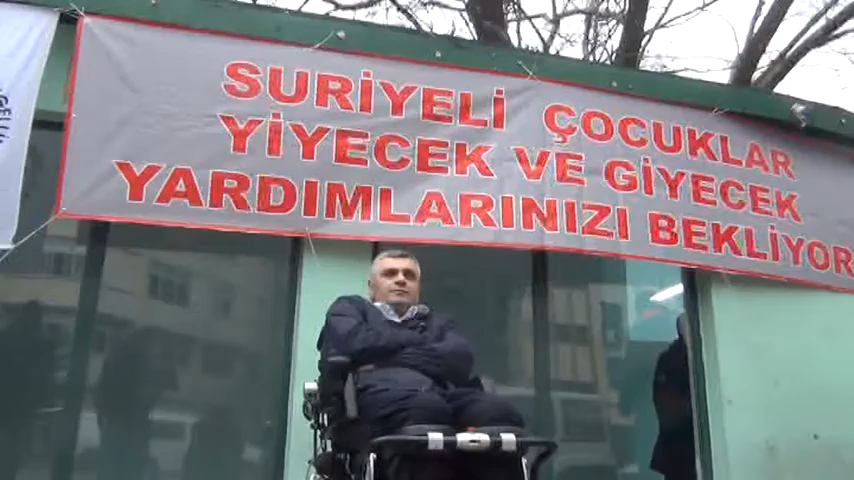 SURİYELİ ÇOCUKLAR
YİYECEK VE GİYECEK
YARDIMLARINIZI BEKLİYOR